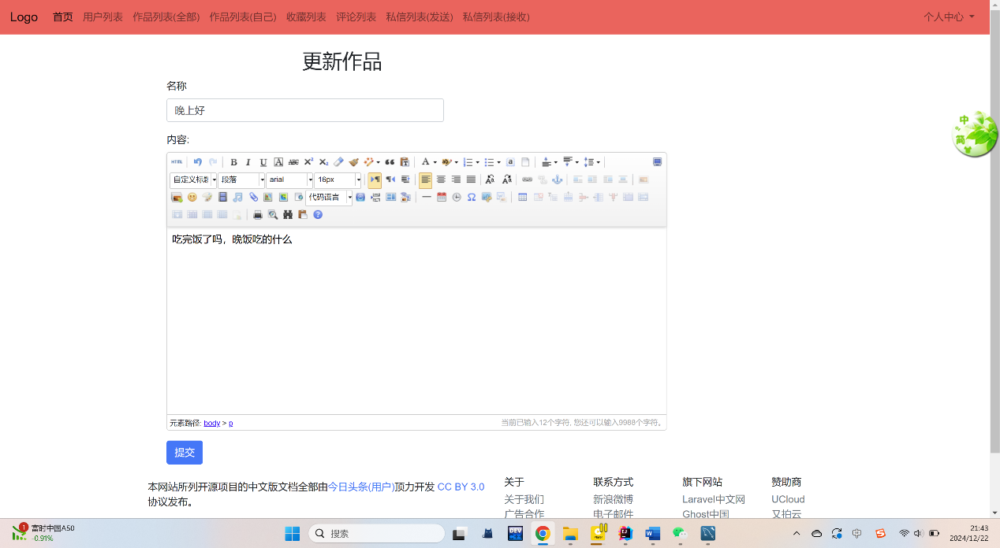 Logo 首页 用户列表 作品列表(全部) 作品列表(自己) 收藏列表 评论列表 私信列表(发送) 私信列表(接收) 个人中心
更新作品
名称
晚上好
内容:
HTML B I U A ABC X² X₂ A ab a
自定义标题 段落 arial 16px
代码语言
吃完饭了吗，晚饭吃的什么
元素路径: body > p 当前已输入12个字符, 您还可以输入9988个字符。
提交
本网站所列开源项目的中文版文档全部由今日头条(用户)顶力开发 CC BY 3.0
协议发布。
关于 联系方式 旗下网站 赞助商
关于我们 新浪微博 Laravel中文网 UCloud
广告合作 电子邮件 Ghost中国 又拍云
中
简
1 富时中国A50
-0.91%
搜索
DEV
中
21:43
2024/12/22